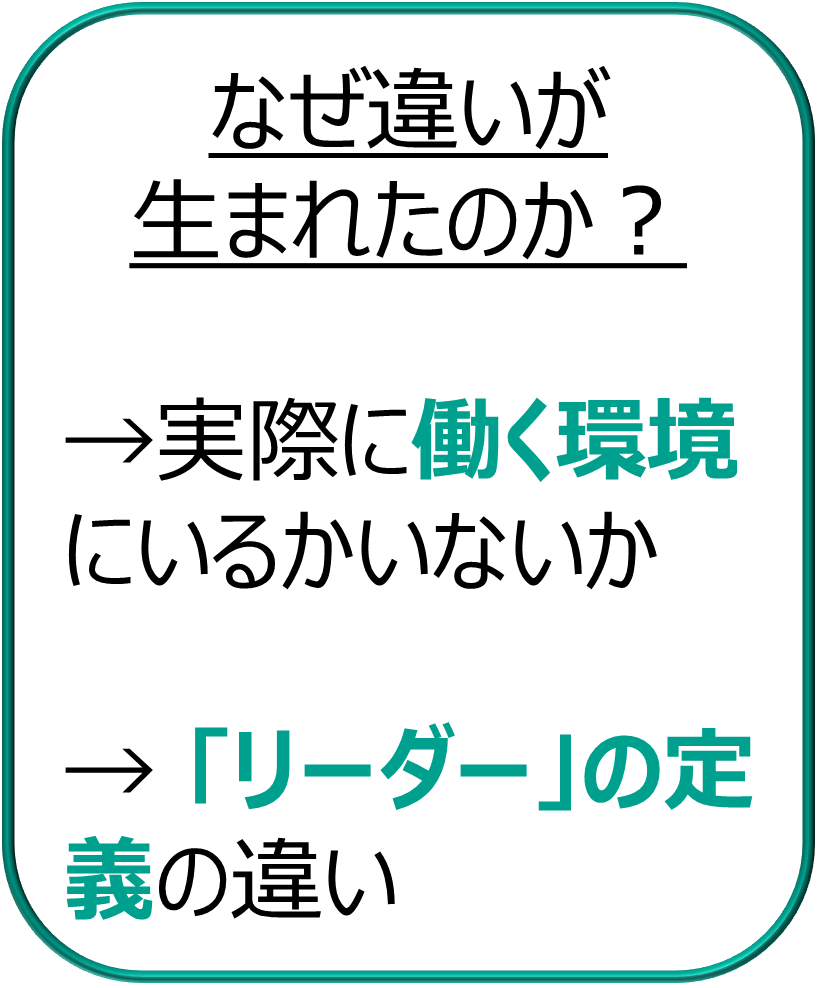 なぜ違いが
生まれたのか？
→実際に働く環境
にいるかいないか
→「リーダー」の定
義の違い